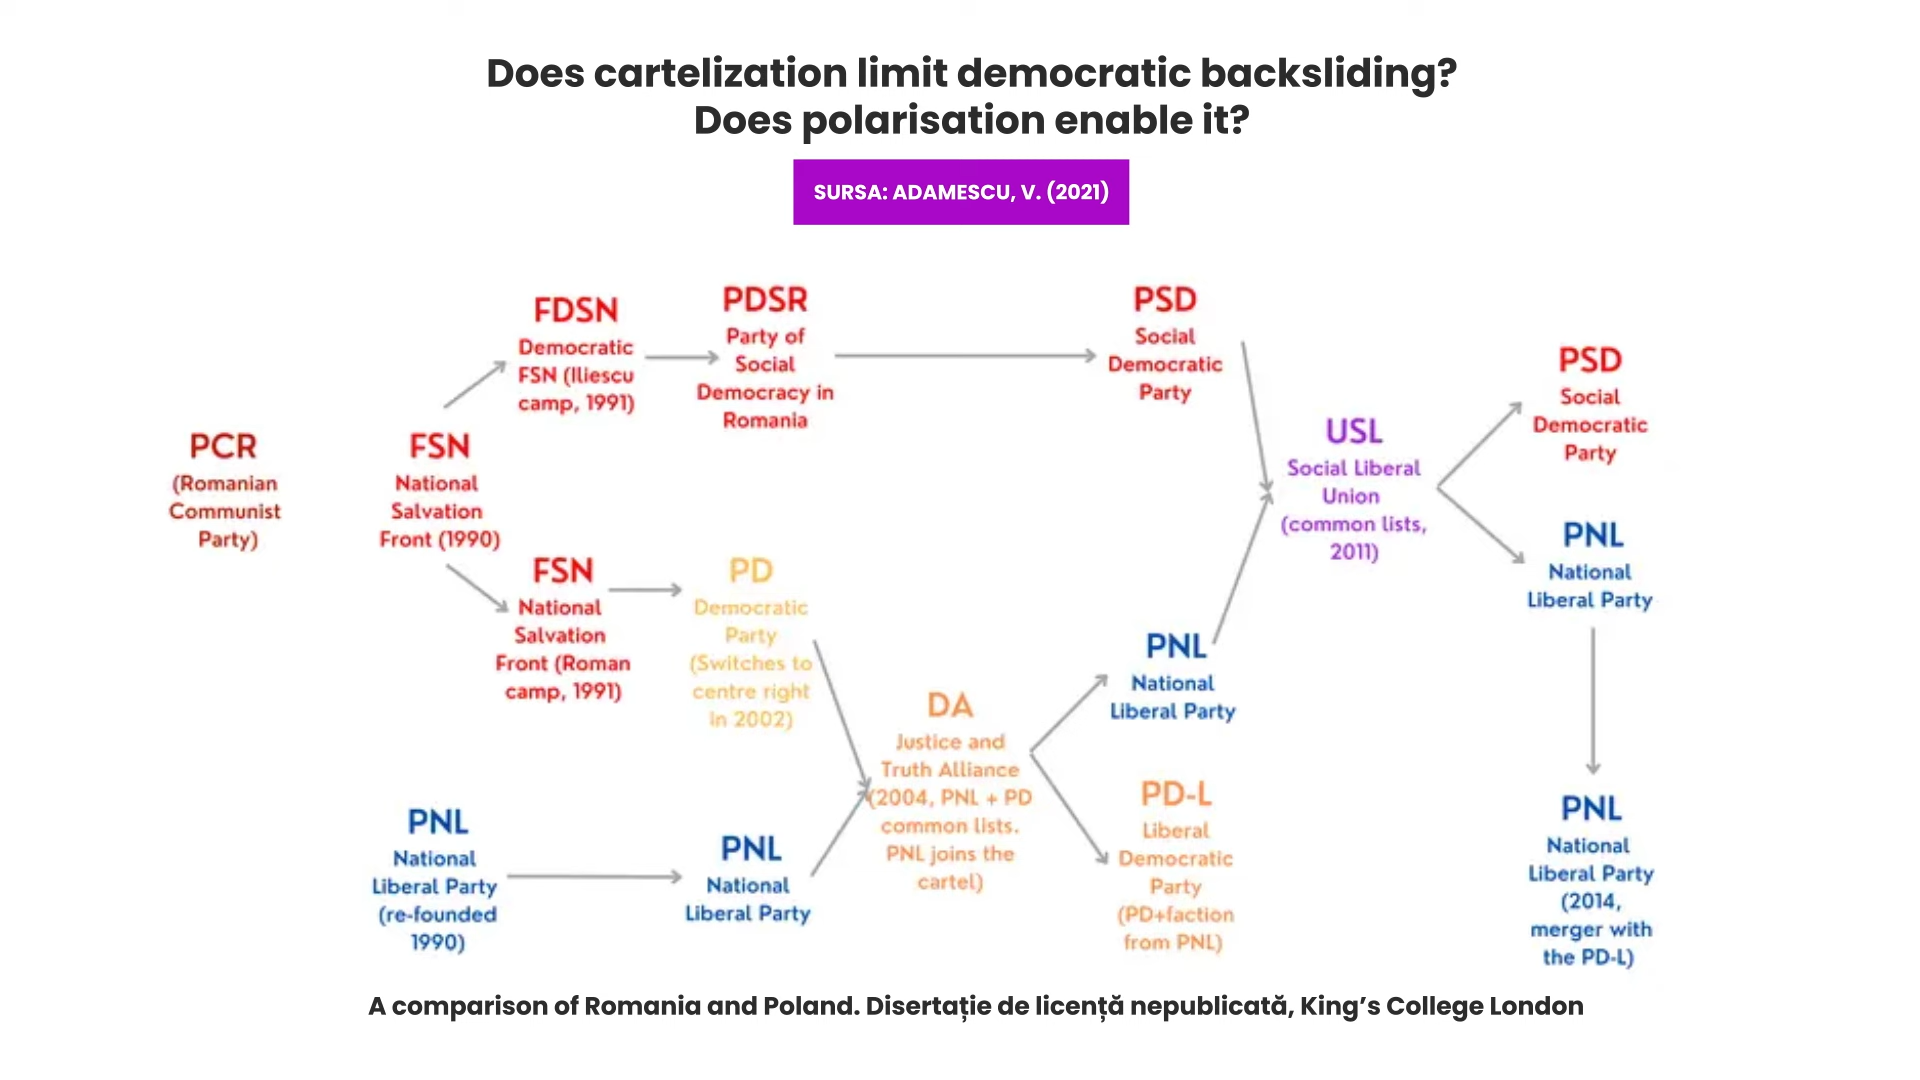 Does cartelization limit democratic backsliding?
Does polarisation enable it?
SURSA: ADAMESCU, V. (2021)
PCR
(Romanian
Communist
Party)
FSN
National
Salvation
Front (1990)
FDSN
Democratic
FSN (Iliescu
camp, 1991)
PDSR
Party of
Social
Democracy in
Romania
PSD
Social
Democratic
Party
FSN
National
Salvation
Front (Roman
camp, 1991)
PD
Democratic
Party
(Switches to
centre right
in 2002)
PNL
National
Liberal Party
(re-founded
1990)
PNL
National
Liberal Party
DA
Justice and
Truth Alliance
(2004, PNL + PD
common lists.
PNL joins the
cartel)
PNL
National
Liberal Party
PD-L
Liberal
Democratic
Party
(PD+faction
from PNL)
USL
Social Liberal
Union
(common lists,
2011)
PSD
Social
Democratic
Party
PNL
National
Liberal Party
PNL
National
Liberal Party
(2014,
merger with
the PD-L)
A comparison of Romania and Poland. Disertație de licență nepublicată, King's College London